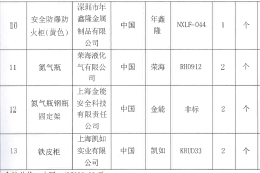 深圳市年
10 安全防爆防火柜(黄色) 鑫隆金属制品有限公司 中国 年鑫隆 NXLF-044 1 个
11 氮气瓶 荣海液化气有限公司 中国 荣海 RH0912 2 个
12 氮气瓶钢瓶固定架 上海金能安全科技有限责任公司 中国 金能 非标 2 个
13 铁皮柜 上海凯如实业有限公司 中国 凯如 KRUD33 2 个